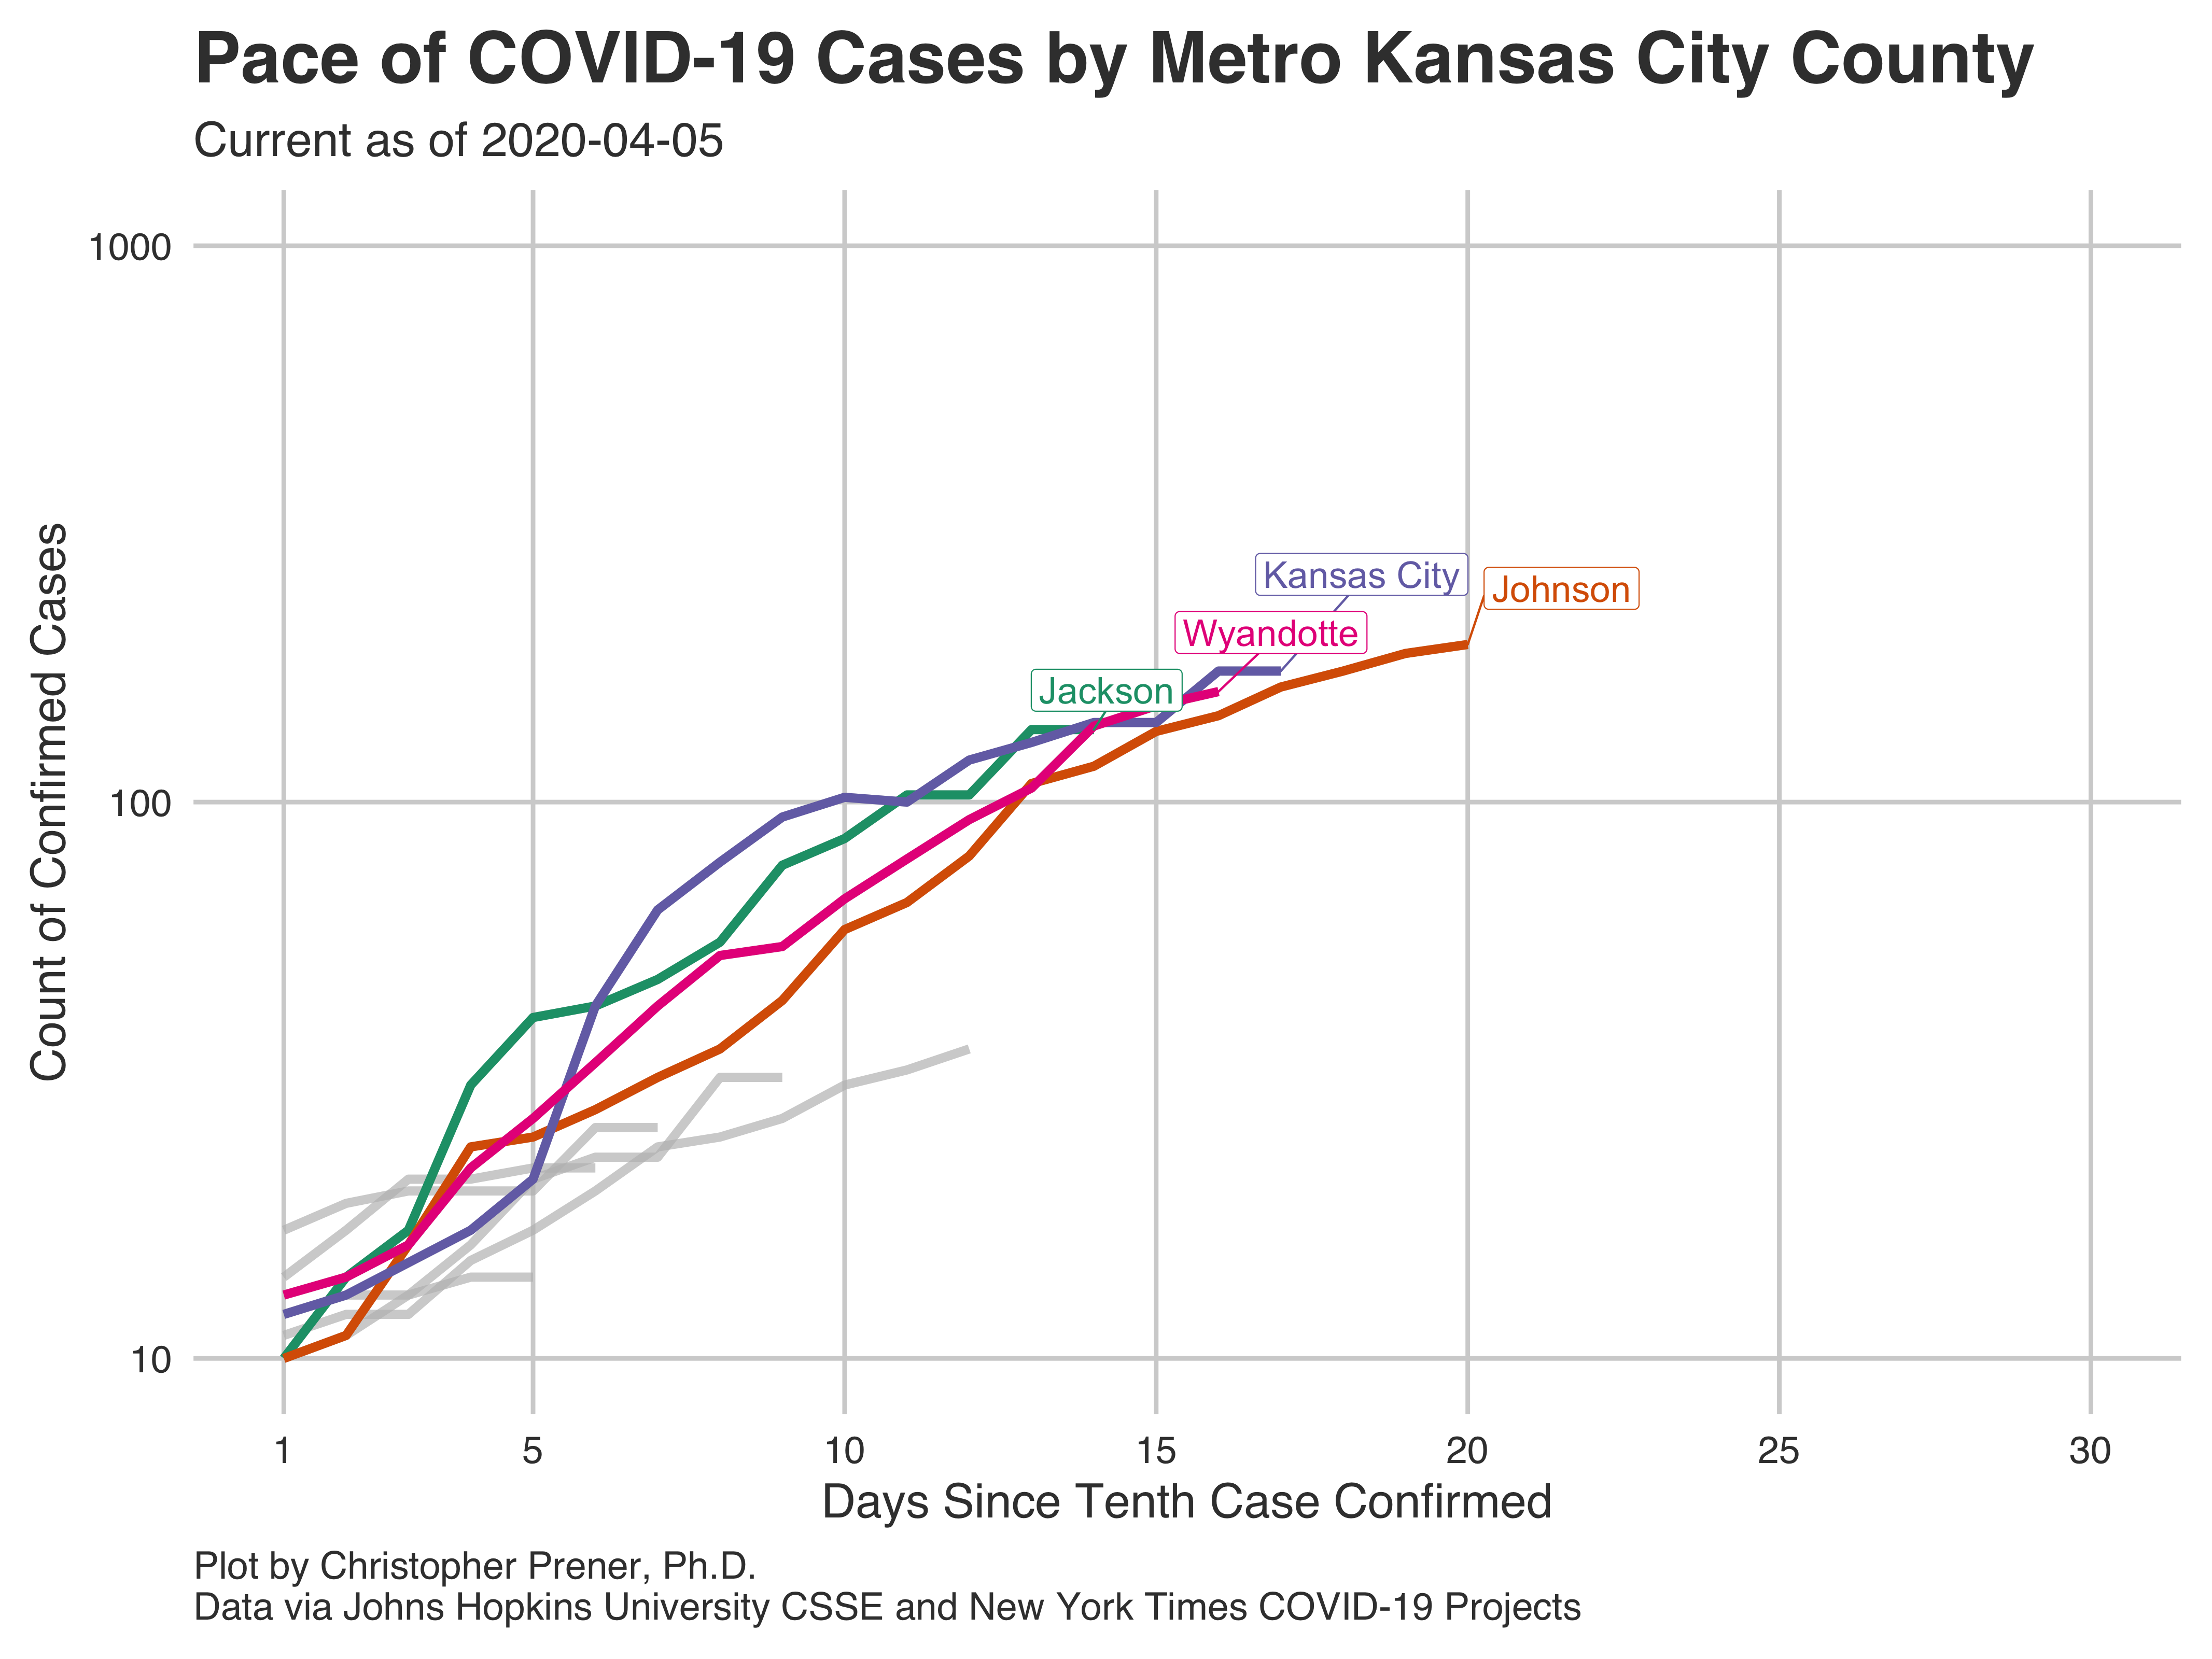 Pace of COVID-19 Cases by Metro Kansas City County
Current as of 2020-04-05
Count of Confirmed Cases
1000
100
10
Kansas City
Johnson
Wyandotte
Jackson
1 5 10 15 20 25 30
Days Since Tenth Case Confirmed
Plot by Christopher Prener, Ph.D.
Data via Johns Hopkins University CSSE and New York Times COVID-19 Projects